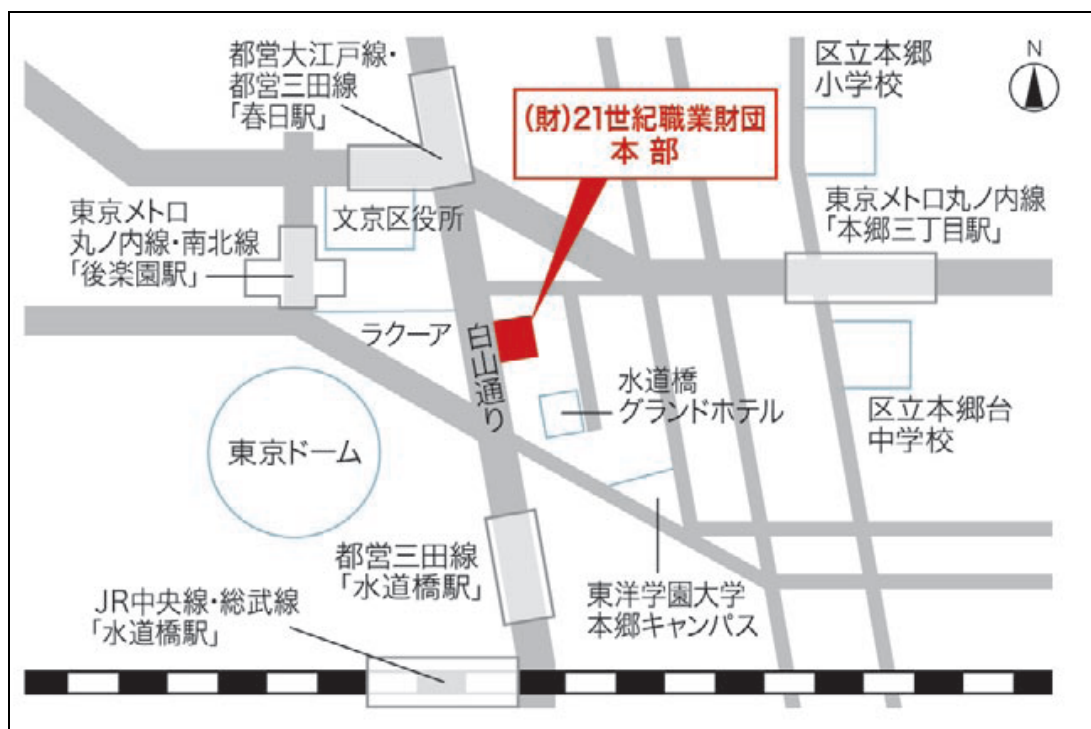 都営大江戸線・
都営三田線
「春日駅」
区立本郷
小学校
N
(財)21世紀職業財団
本部
東京メトロ
丸ノ内線・南北線
「後楽園駅」
文京区役所
東京メトロ丸ノ内線
「本郷三丁目駅」
ラクーア
白山通り
水道橋
グランドホテル
区立本郷台
中学校
東京ドーム
都営三田線
「水道橋駅」
東洋学園大学
本郷キャンパス
JR中央線・総武線
「水道橋駅」